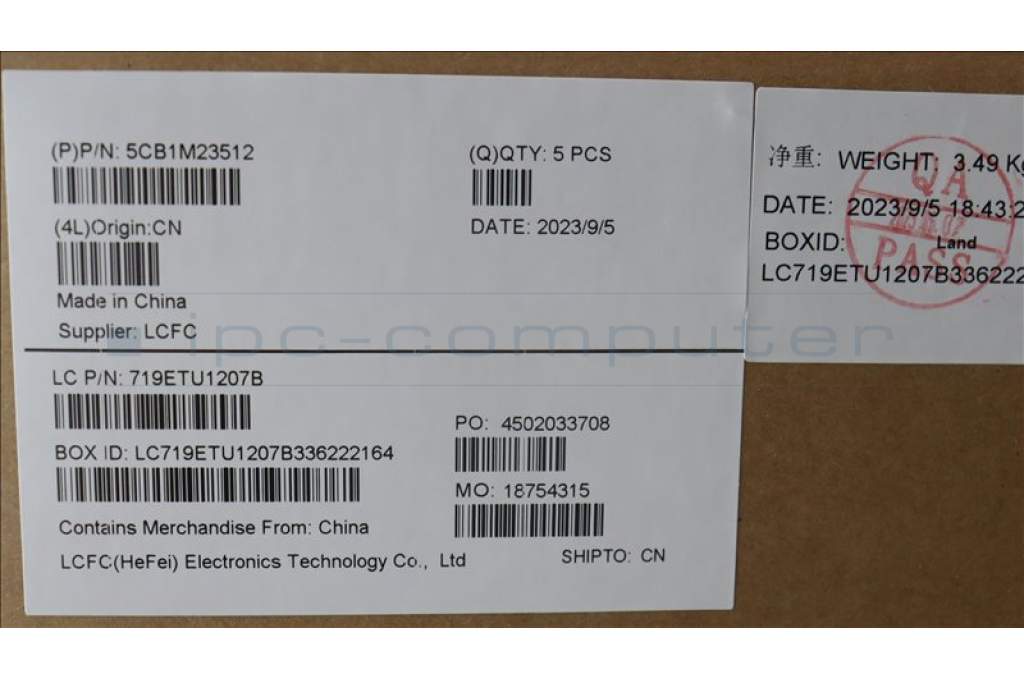 (P)P/N: 5CB1M23512
(Q)QTY: 5 PCS
(4L)Origin:CN
DATE: 2023/9/5
Made in China
Supplier: LCFC
LC P/N: 719ETU1207B
PO: 4502033708
BOX ID: LC719ETU1207B336222164
MO: 18754315
Contains Merchandise From: China
LCFC(HeFei) Electronics Technology Co., Ltd
SHIPTO: CN
净重: WEIGHT: 3.49 Kg
DATE: 2023/9/5 18:43:2
BOXID: Land
LC719ETU1207B336222
QA
PASS
ipc-computer